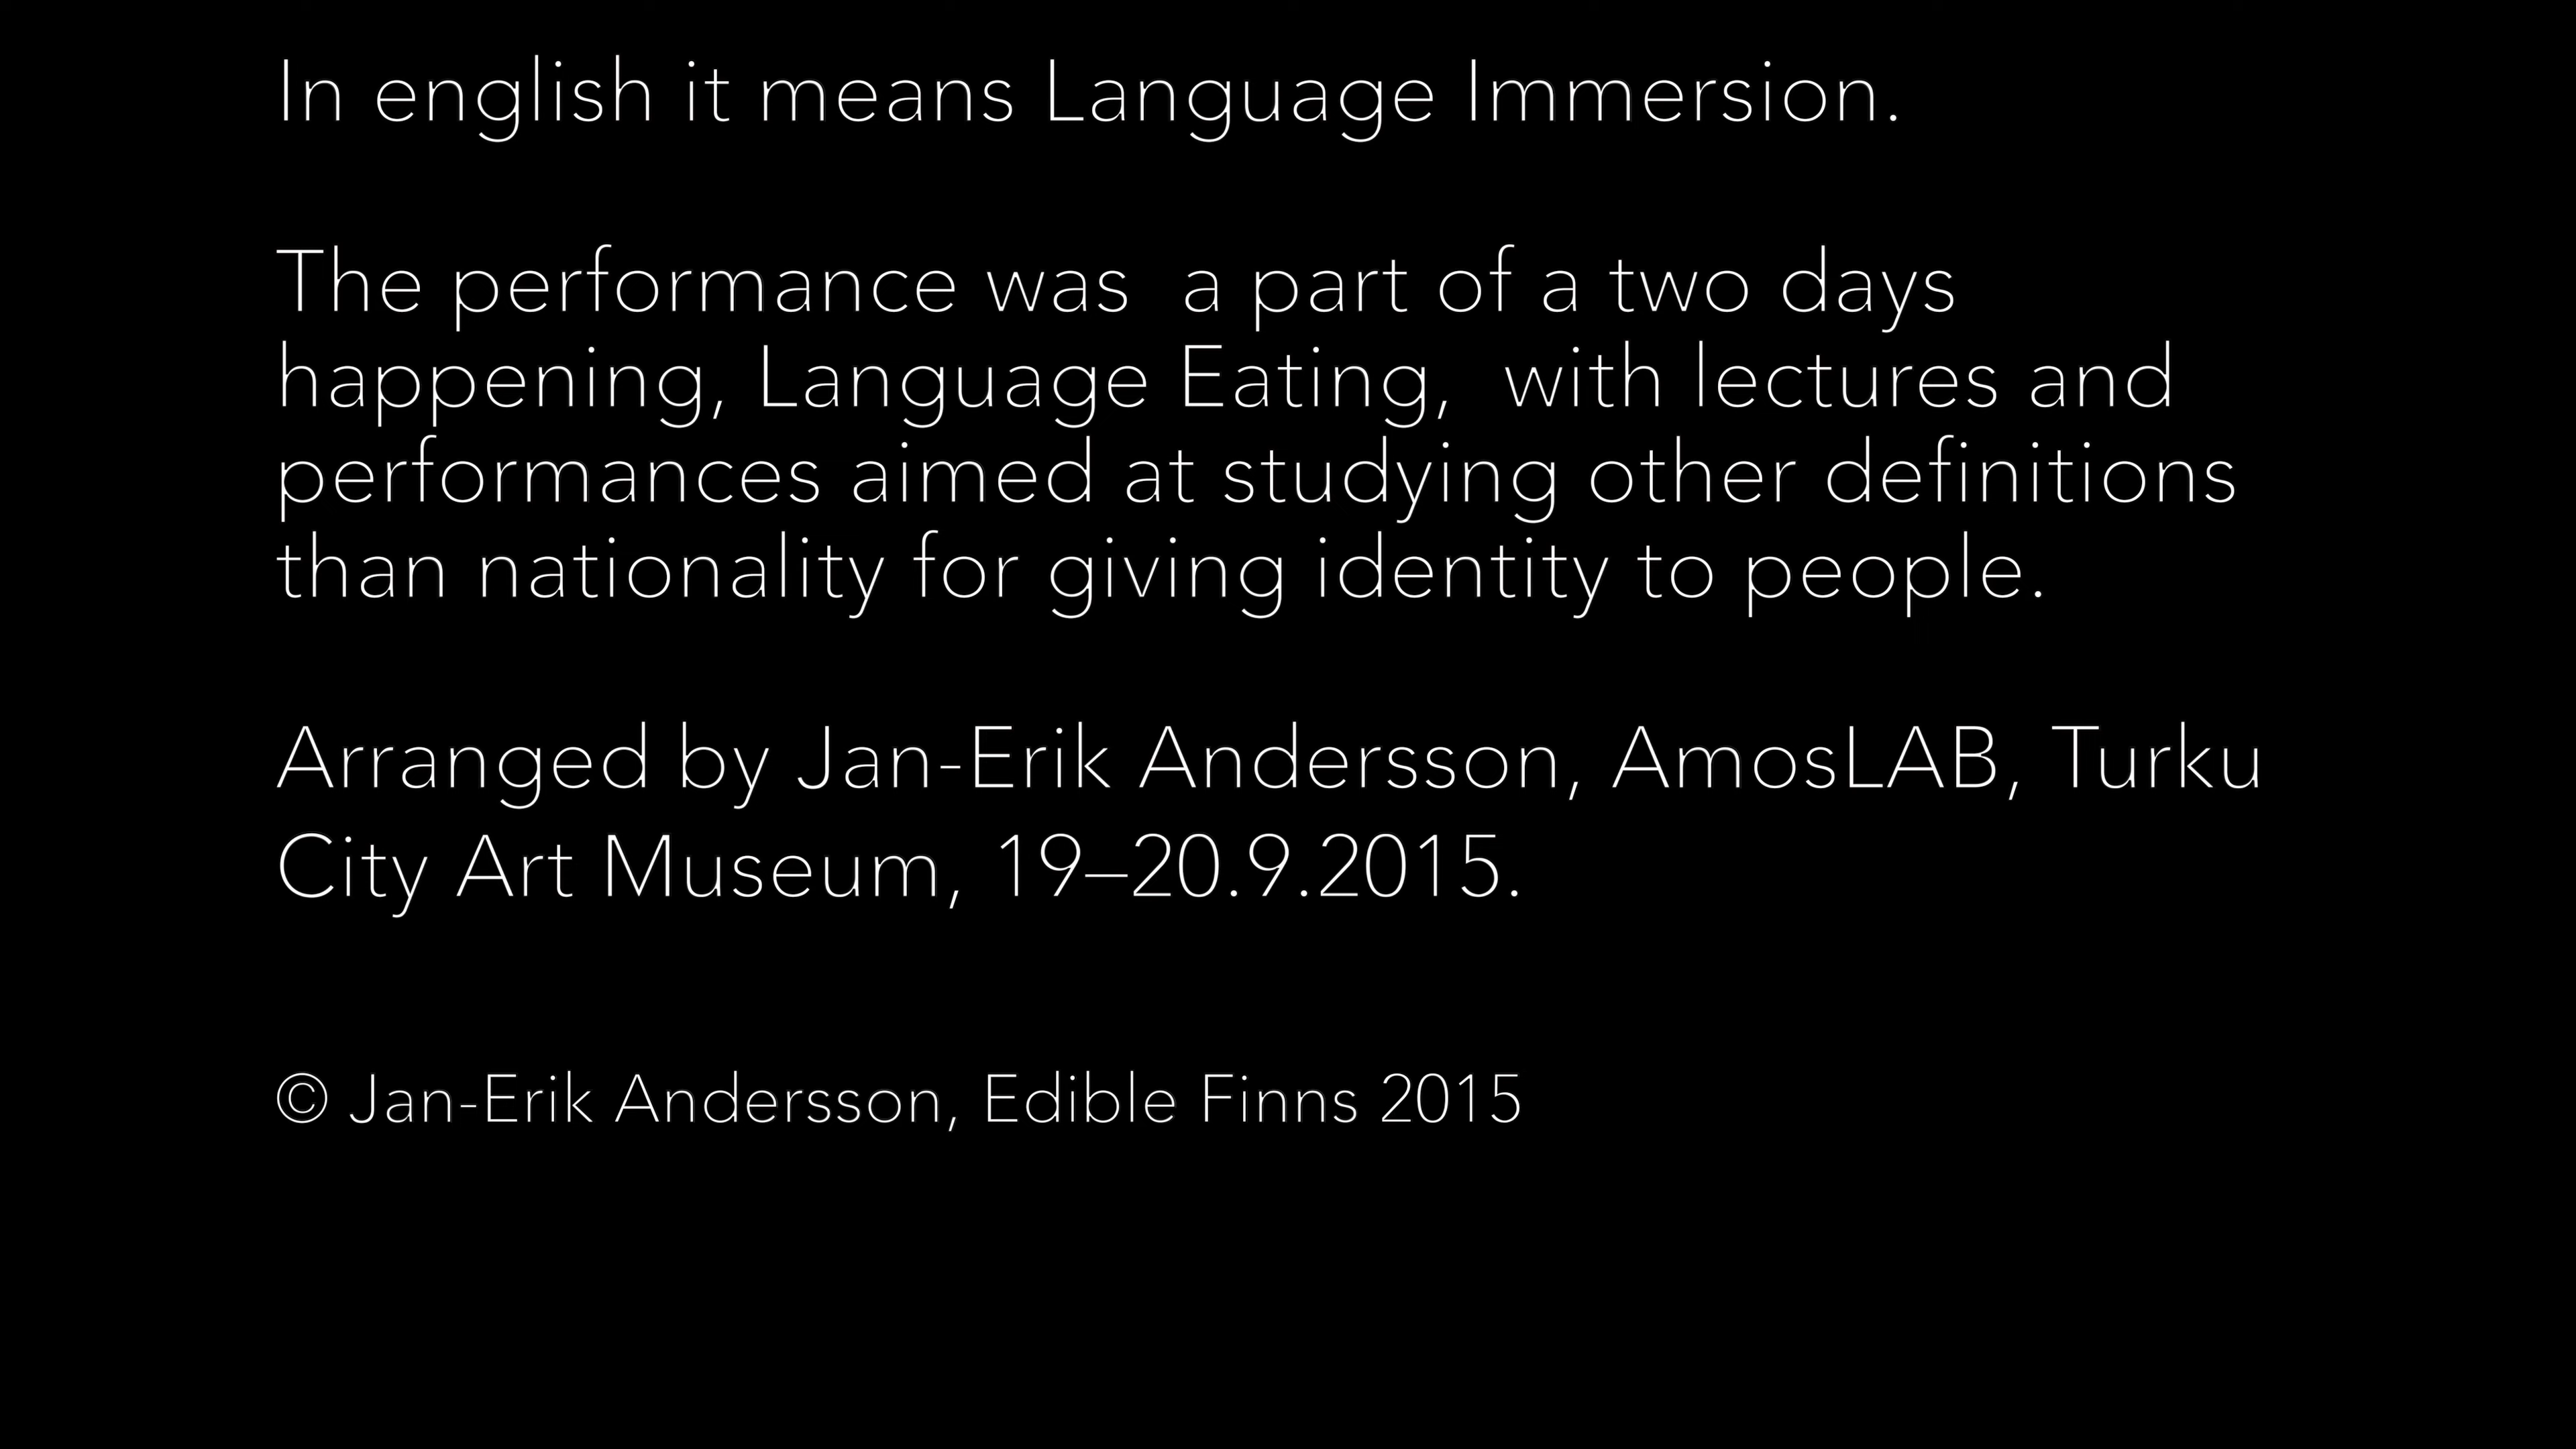 In english it means Language Immersion.
The performance was  a part of a two days
happening, Language Eating,  with lectures and
performances aimed at studying other definitions
than nationality for giving identity to people.
Arranged by Jan-Erik Andersson, AmosLAB, Turku
City Art Museum, 19–20.9.2015.
© Jan-Erik Andersson, Edible Finns 2015